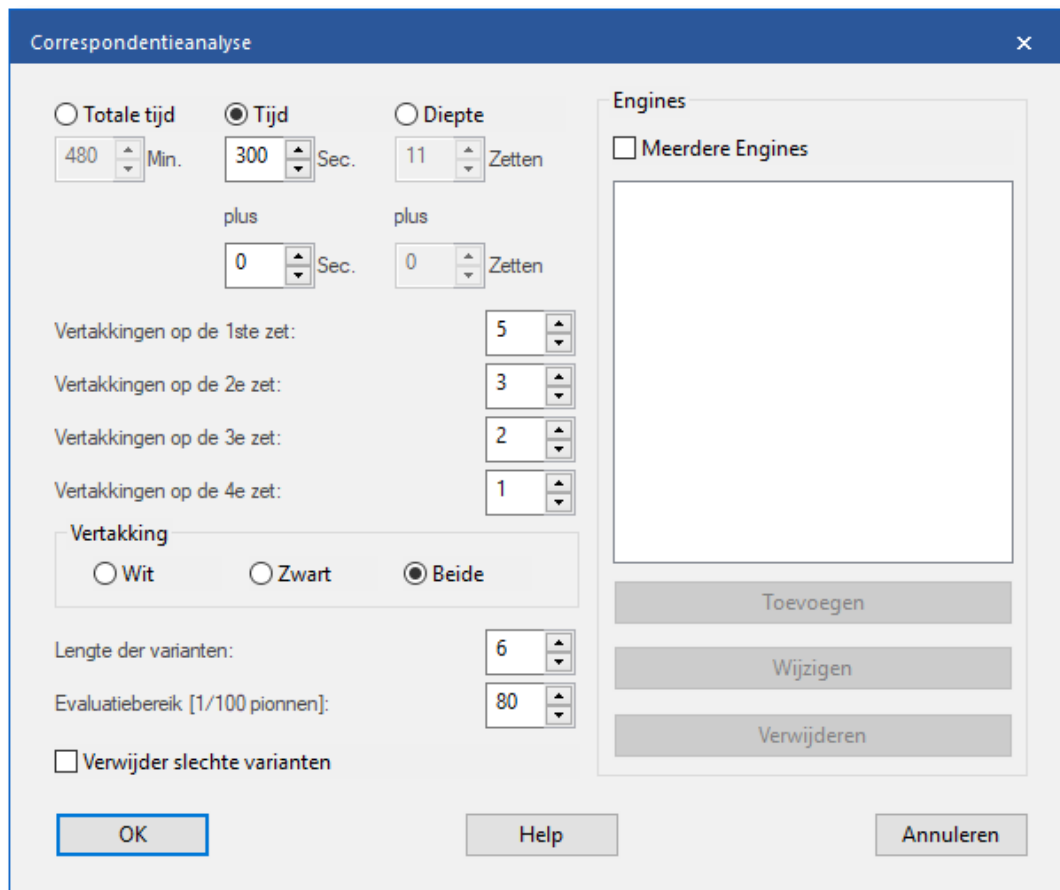 Correspondentieanalyse
Totale tijd Tijd Diepte
480 Min. 300 Sec. 11 Zetten
plus plus
0 Sec. 0 Zetten
Vertakkingen op de 1ste zet: 5
Vertakkingen op de 2e zet: 3
Vertakkingen op de 3e zet: 2
Vertakkingen op de 4e zet: 1
Vertakking
Wit Zwart Beide
Lengte der varianten: 6
Evaluatiebereik [1/100 pionnen]: 80
Verwijder slechte varianten
Engines
Meerdere Engines
Toevoegen
Wijzigen
Verwijderen
OK Help Annuleren